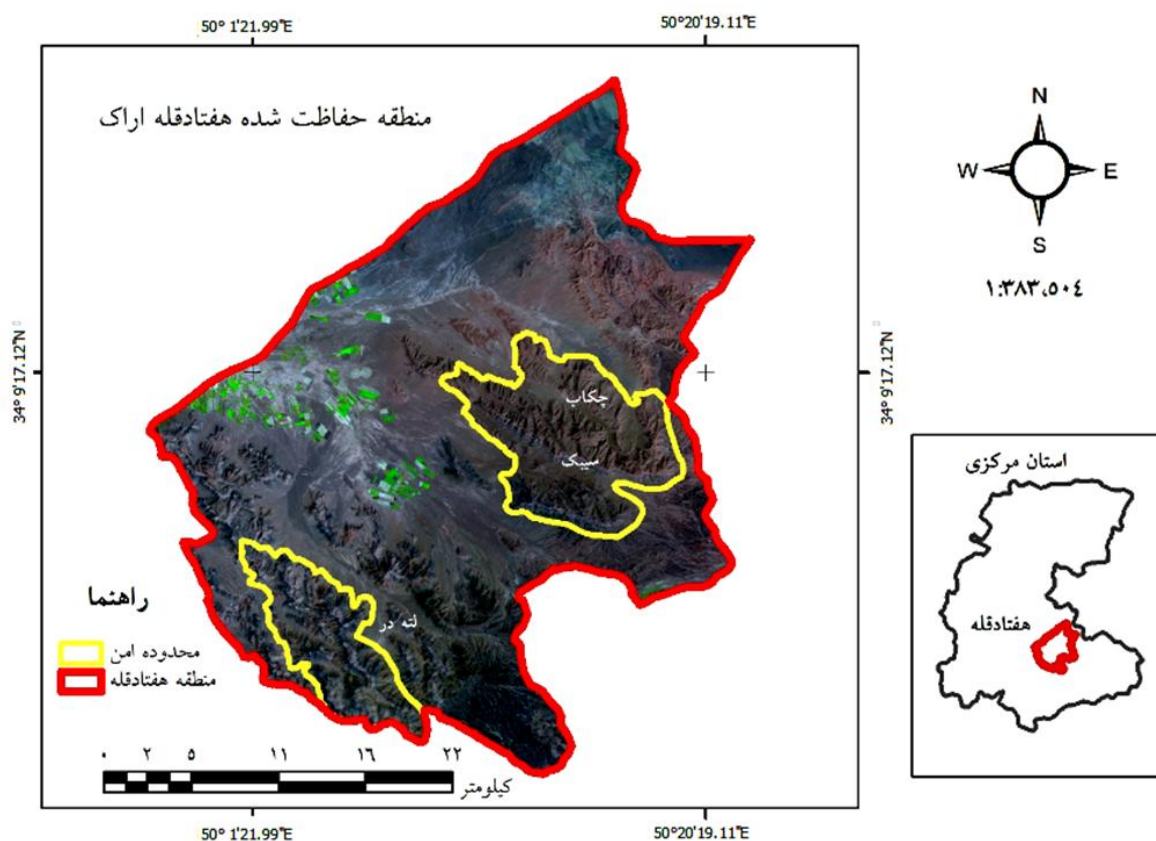 50° 1'21.99"E
50° 20'19.11"E
منطقه حفاظت شده هفتادقله اراک
N
W
E
S
۱:۳۸۳،۵۰٤
34° 9'17.12"N
34° 9'17.12"N
چکاب
سیبک
لته در
راهنما
محدوده امن
منطقه هفتادقله
۰ ۲ ۵ ۱۱ ۱٦ ۲۲
کیلومتر
استان مرکزی
هفتادقله
50° 1'21.99"E
50° 20'19.11"E